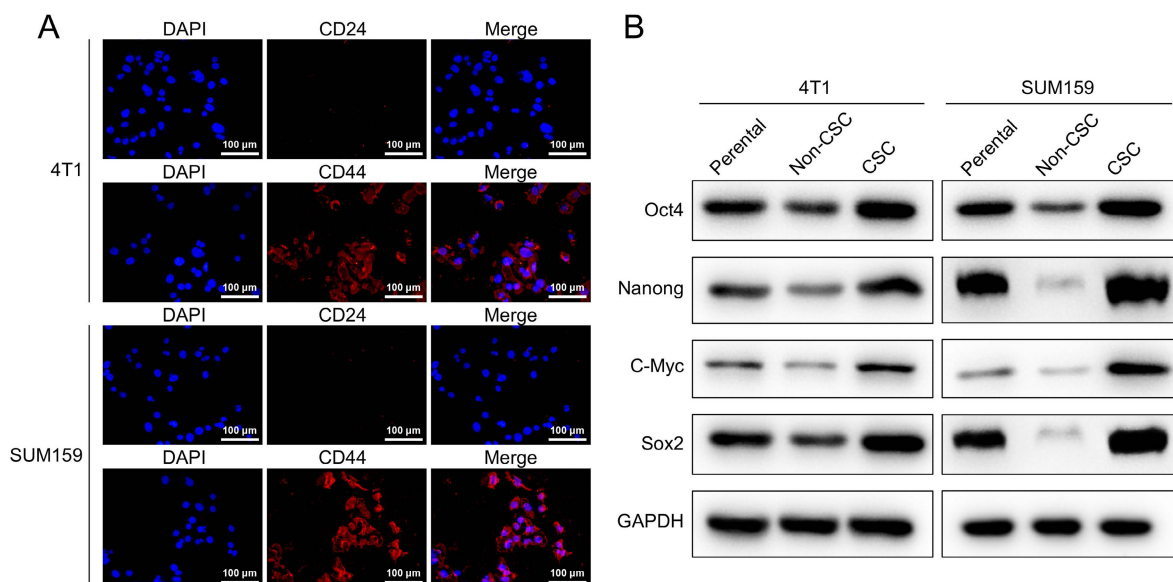 A
DAPI CD24 Merge
100 μm 100 μm 100 μm
4T1
DAPI CD44 Merge
100 μm 100 μm 100 μm
DAPI CD24 Merge
100 μm 100 μm 100 μm
SUM159
DAPI CD44 Merge
100 μm 100 μm 100 μm
B
4T1 SUM159
Perental Non-CSC CSC Perental Non-CSC CSC
Oct4
Nanong
C-Myc
Sox2
GAPDH